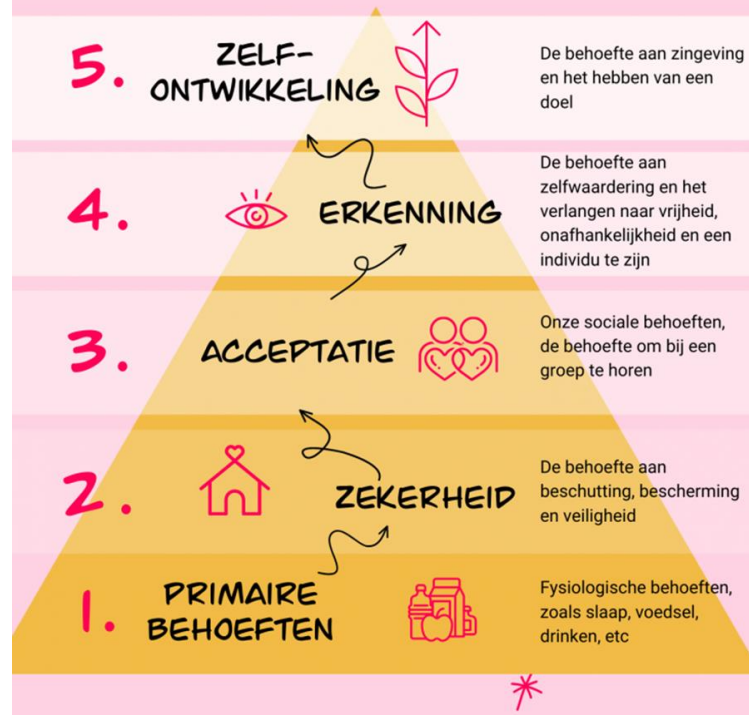 5.
ZELF-
ONTWIKKELING
De behoefte aan zingeving
en het hebben van een
doel
4.
ERKENNING
De behoefte aan
zelfwaardering en het
verlangen naar vrijheid,
onafhankelijkheid en een
individu te zijn
3.
ACCEPTATIE
Onze sociale behoeften,
de behoefte om bij een
groep te horen
2.
ZEKERHEID
De behoefte aan
beschutting, bescherming
en veiligheid
1.
PRIMAIRE
BEHOEFTEN
Fysiologische behoeften,
zoals slaap, voedsel,
drinken, etc